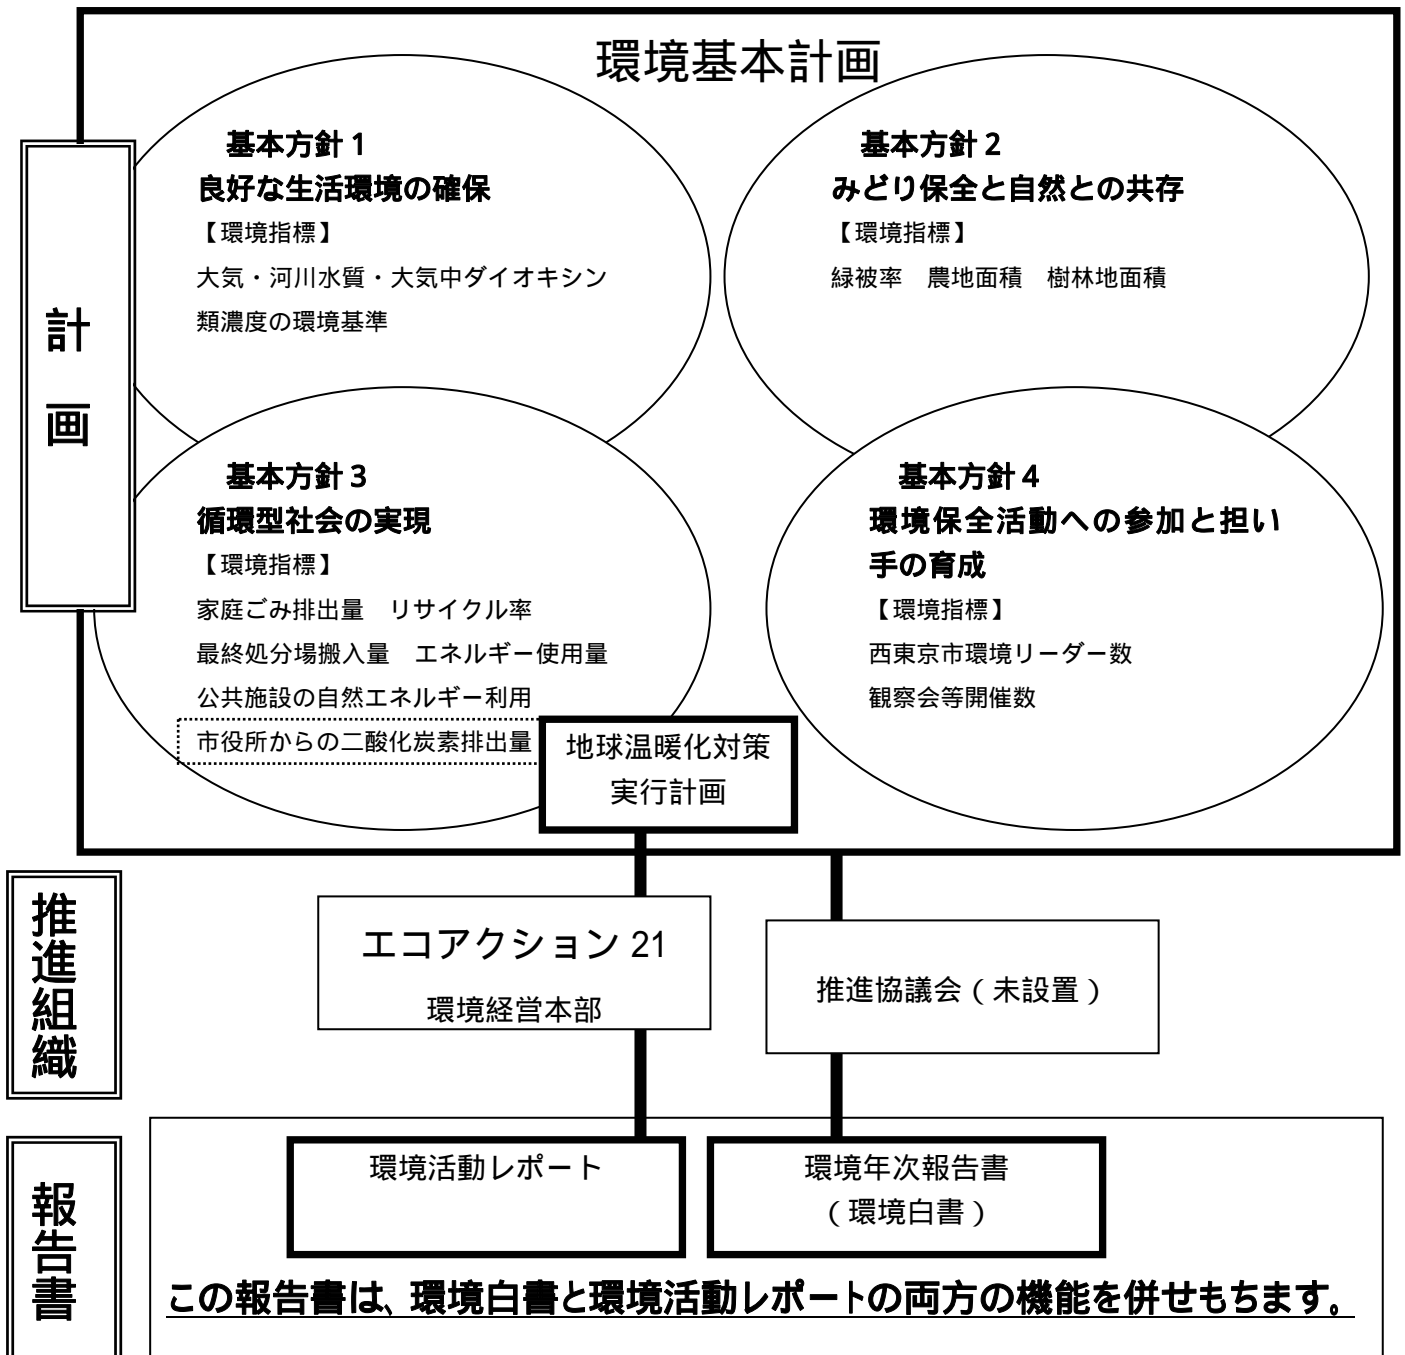 環境基本計画
計画
基本方針１
良好な生活環境の確保
【環境指標】
大気・河川水質・大気中ダイオキシン
類濃度の環境基準
基本方針２
みどり保全と自然との共存
【環境指標】
緑被率　農地面積　樹林地面積
基本方針３
循環型社会の実現
【環境指標】
家庭ごみ排出量　リサイクル率
最終処分場搬入量　エネルギー使用量
公共施設の自然エネルギー利用
市役所からの二酸化炭素排出量
地球温暖化対策
実行計画
基本方針４
環境保全活動への参加と担い
手の育成
【環境指標】
西東京市環境リーダー数
観察会等開催数
推進組織
エコアクション 21
環境経営本部
推進協議会（未設置）
報告書
環境活動レポート
環境年次報告書
（環境白書）
この報告書は、環境白書と環境活動レポートの両方の機能を併せもちます。